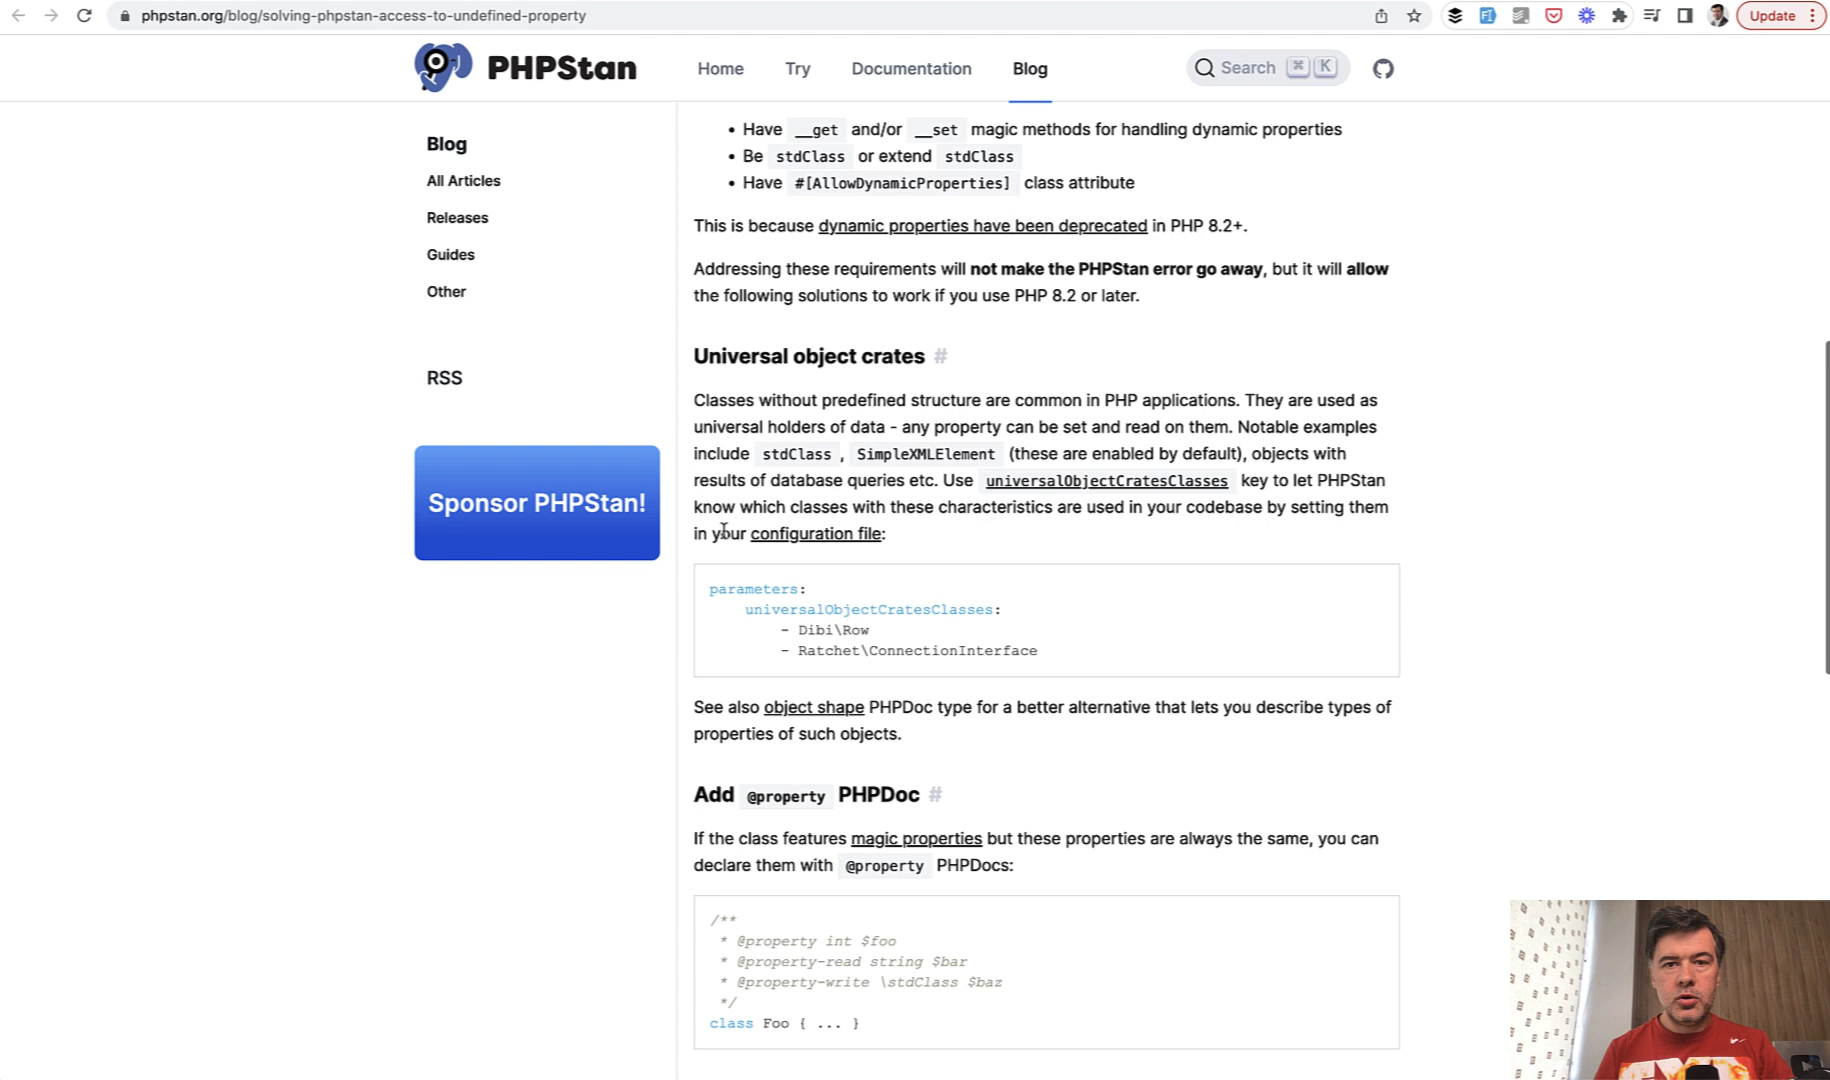 phpstan.org/blog/solving-phpstan-access-to-undefined-property
Update
PHPStan
Home
Try
Documentation
Blog
Search
⌘
K
Blog
All Articles
Releases
Guides
Other
RSS
Sponsor PHPStan!
• Have __get and/or __set magic methods for handling dynamic properties
• Be stdClass or extend stdClass
• Have #[AllowDynamicProperties] class attribute
This is because dynamic properties have been deprecated in PHP 8.2+.
Addressing these requirements will not make the PHPStan error go away, but it will allow
the following solutions to work if you use PHP 8.2 or later.
Universal object crates #
Classes without predefined structure are common in PHP applications. They are used as
universal holders of data - any property can be set and read on them. Notable examples
include stdClass, SimpleXMLElement (these are enabled by default), objects with
results of database queries etc. Use universalObjectCratesClasses key to let PHPStan
know which classes with these characteristics are used in your codebase by setting them
in your configuration file:
parameters:
universalObjectCratesClasses:
- Dibi\Row
- Ratchet\ConnectionInterface
See also object shape PHPDoc type for a better alternative that lets you describe types of
properties of such objects.
Add @property PHPDoc #
If the class features magic properties but these properties are always the same, you can
declare them with @property PHPDocs:
/**
* @property int $foo
* @property-read string $bar
* @property-write \stdClass $baz
*/
class Foo { ... }